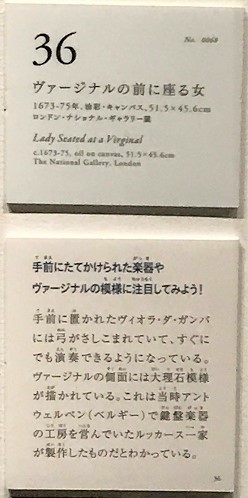 36
No. 0060
ヴァージナルの前に座る女
1673-75年、油彩・キャンバス、51.5×45.6cm
ロンドン・ナショナル・ギャラリー蔵
Lady Seated at a Virginal
c.1673-75, oil on canvas, 51.5×45.6cm
The National Gallery, London
手前にたてかけられた楽器や
ヴァージナルの模様に注目してみよう！
手前に置かれたヴィオラ・ダ・ガンバ
には弓がさしこまれていて、すぐに
でも演奏できるようになっている。
ヴァージナルの側面には大理石模様
が描かれている。これは当時アント
ウェルペン（ベルギー）で鍵盤楽器
の工房を営んでいたルッカース一家
が製作したものだとわかっている。
36